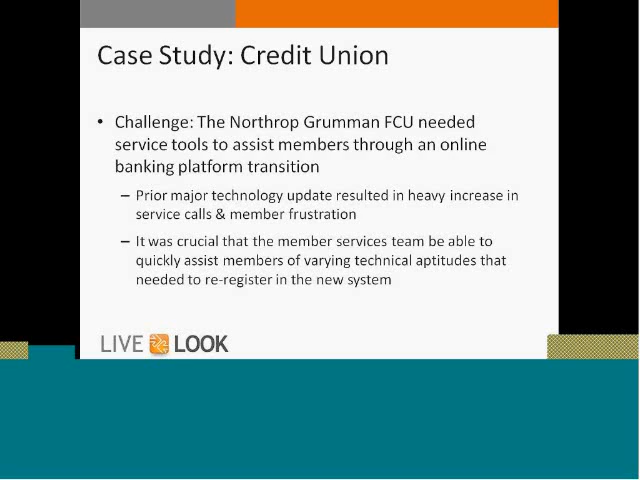 Case Study: Credit Union
• Challenge: The Northrop Grumman FCU needed
service tools to assist members through an online
banking platform transition
– Prior major technology update resulted in heavy increase in
service calls & member frustration
– It was crucial that the member services team be able to
quickly assist members of varying technical aptitudes that
needed to re-register in the new system
LIVE LOOK